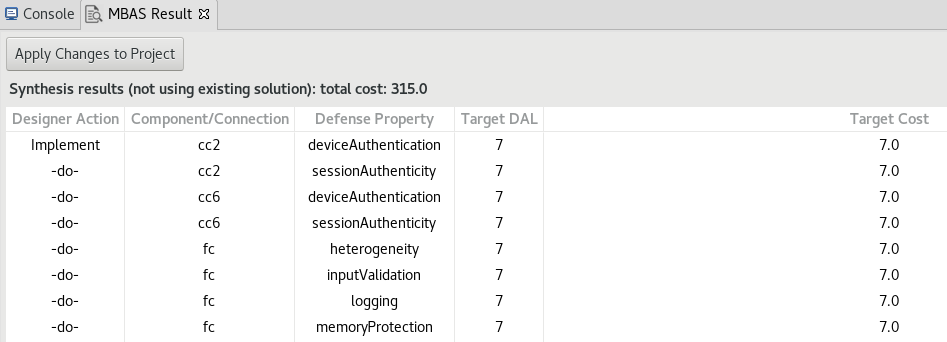 Console MBAS Result
Apply Changes to Project
Synthesis results (not using existing solution): total cost: 315.0
Designer Action Component/Connection Defense Property Target DAL Target Cost
Implement cc2 deviceAuthentication 7 7.0
-do- cc2 sessionAuthenticity 7 7.0
-do- cc6 deviceAuthentication 7 7.0
-do- cc6 sessionAuthenticity 7 7.0
-do- fc heterogeneity 7 7.0
-do- fc inputValidation 7 7.0
-do- fc logging 7 7.0
-do- fc memoryProtection 7 7.0